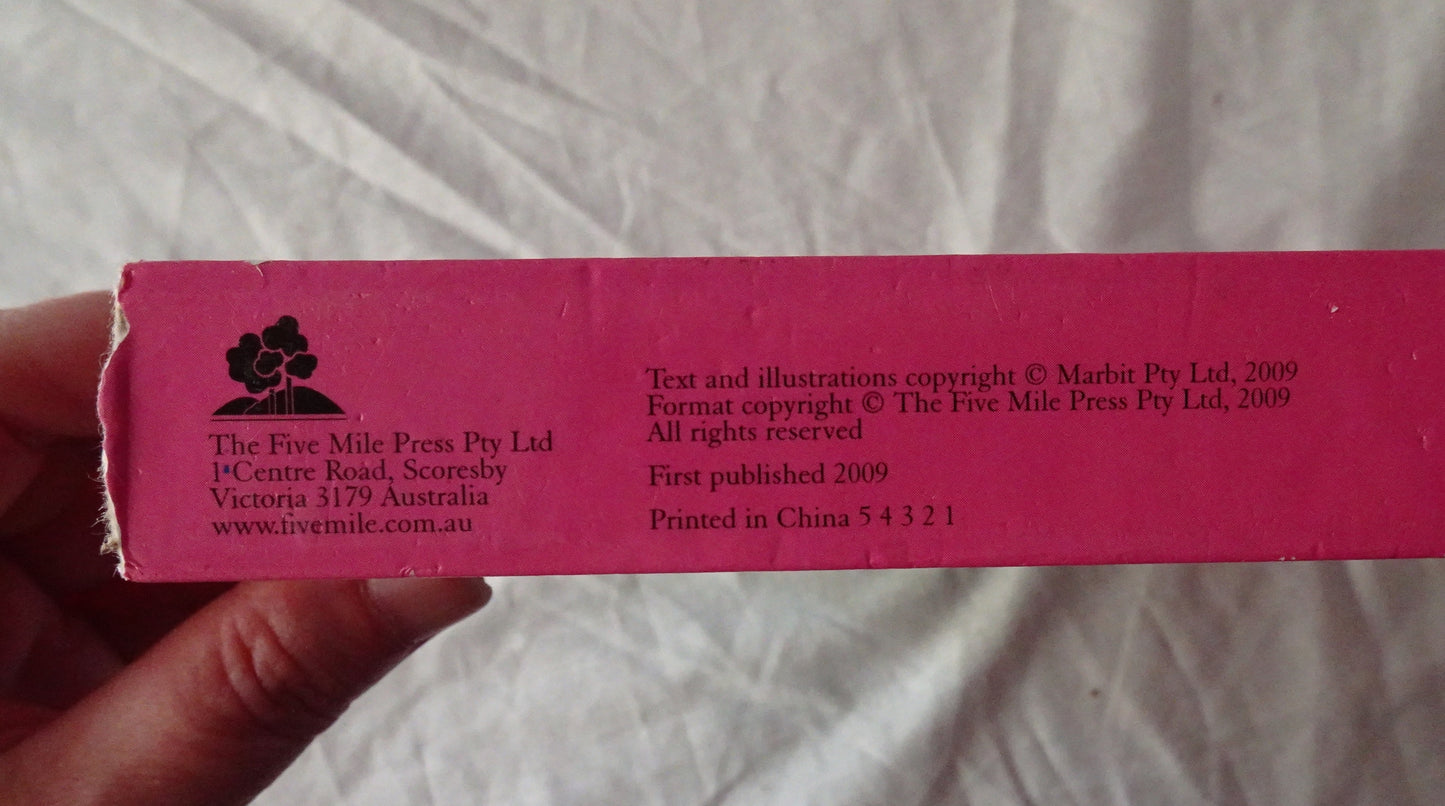 The Five Mile Press Pty Ltd
1 Centre Road, Scoresby
Victoria 3179 Australia
www.fivemile.com.au
Text and illustrations copyright © Marbit Pty Ltd, 2009
Format copyright © The Five Mile Press Pty Ltd, 2009
All rights reserved
First published 2009
Printed in China 5 4 3 2 1